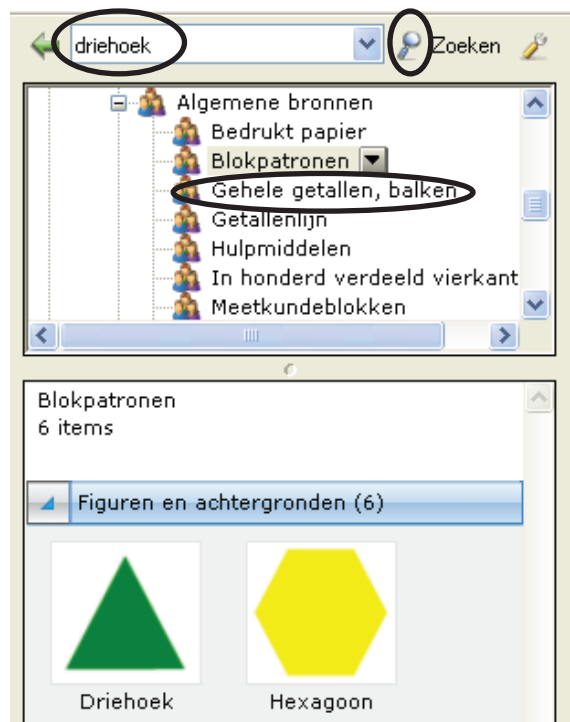 driehoek Zoeken
Algemene bronnen
Bedrukt papier
Blokpatronen
Gehele getallen, balken
Getallenlijn
Hulpmiddelen
In honderd verdeeld vierkant
Meetkundeblokken
Blokpatronen
6 items
Figuren en achtergronden (6)
Driehoek Hexagoon